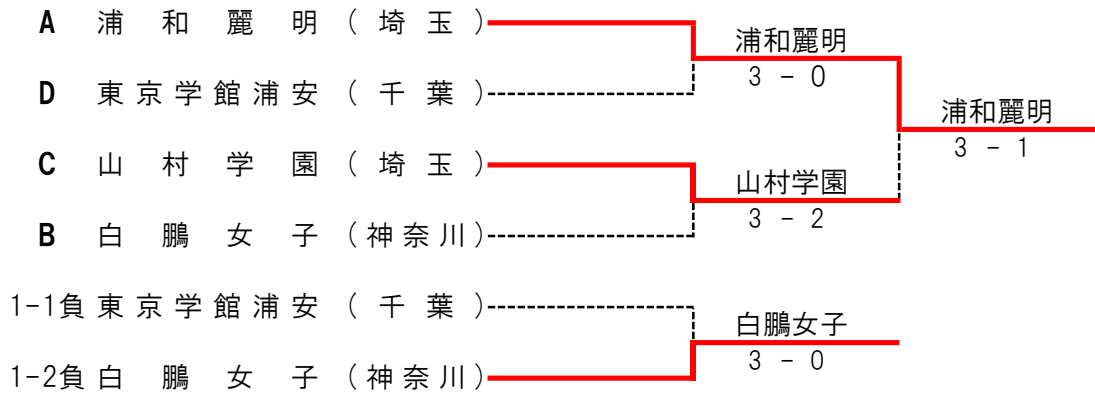 A 浦和麗明(埼玉)
浦和麗明
3 - 0
D 東京学館浦安(千葉)
浦和麗明
3 - 1
C 山村学園(埼玉)
山村学園
3 - 2
B 白鵬女子(神奈川)
1-1負 東京学館浦安(千葉)
白鵬女子
3 - 0
1-2負 白鵬女子(神奈川)